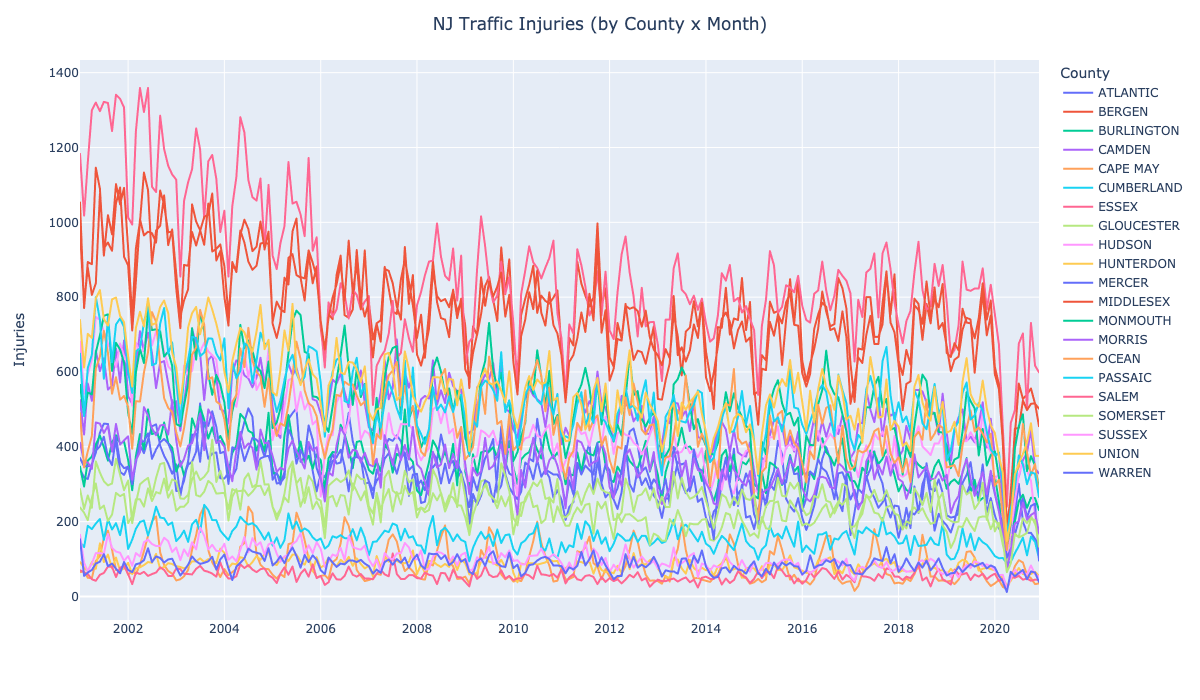 NJ Traffic Injuries (by County x Month)
Injuries
1400
1200
1000
800
600
400
200
0
2002 2004 2006 2008 2010 2012 2014 2016 2018 2020
County
ATLANTIC
BERGEN
BURLINGTON
CAMDEN
CAPE MAY
CUMBERLAND
ESSEX
GLOUCESTER
HUDSON
HUNTERDON
MERCER
MIDDLESEX
MONMOUTH
MORRIS
OCEAN
PASSAIC
SALEM
SOMERSET
SUSSEX
UNION
WARREN